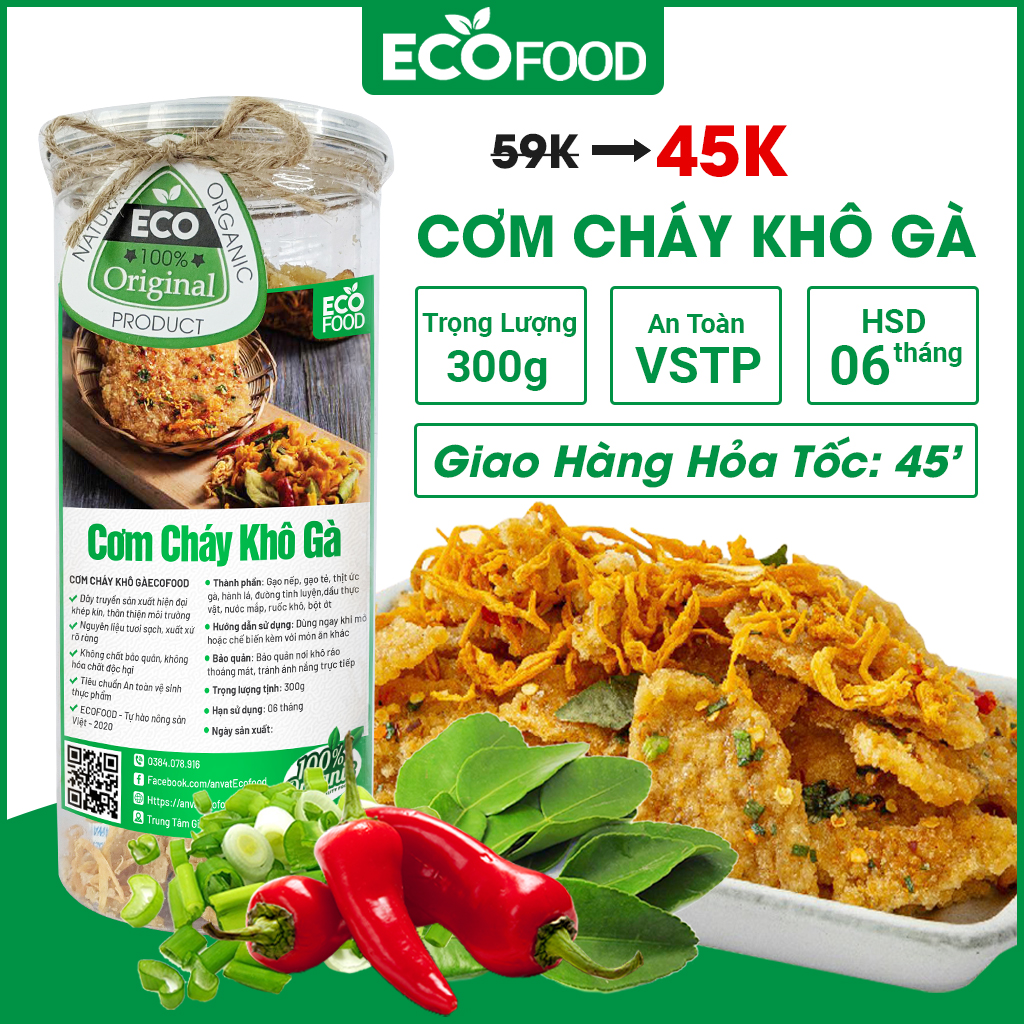 ECOFOOD
59K → 45K
CƠM CHÁY KHÔ GÀ
Trọng Lượng
300g
An Toàn
VSTP
HSD
06 tháng
Giao Hàng Hỏa Tốc: 45’
ORGANIC
ECO
100%
Original
PRODUCT
ECO
FOOD
Cơm Cháy Khô Gà
CƠM CHÁY KHÔ GÀECOFOOD
Dây truyền sản xuất hiện đại
khép kín, thân thiện môi trường
Nguyên liệu tươi sạch, xuất xứ
rõ ràng
Không chất bảo quản, không
hóa chất độc hại
Tiêu chuẩn An toàn vệ sinh
thực phẩm
ECOFOOD - Tự hào nông sản
Việt - 2020
• Thành phần: Gạo nếp, gạo tẻ, thịt ức
gà, hành lá, đường tinh luyện,dầu thực
vật, nước mắp, ruốc khô, bột ớt
• Hướng dẫn sử dụng: Dùng ngay khi mở
hoặc chế biến kèm với món ăn khác
• Bảo quản: Bảo quản nơi khô ráo
thoáng mát, tránh ánh nắng trực tiếp
• Trọng lượng tịnh: 300g
• Hạn sử dụng: 06 tháng
• Ngày sản xuất:
0384.078.916
Facebook.com/anvatEcofood
Trung Tâm
100%